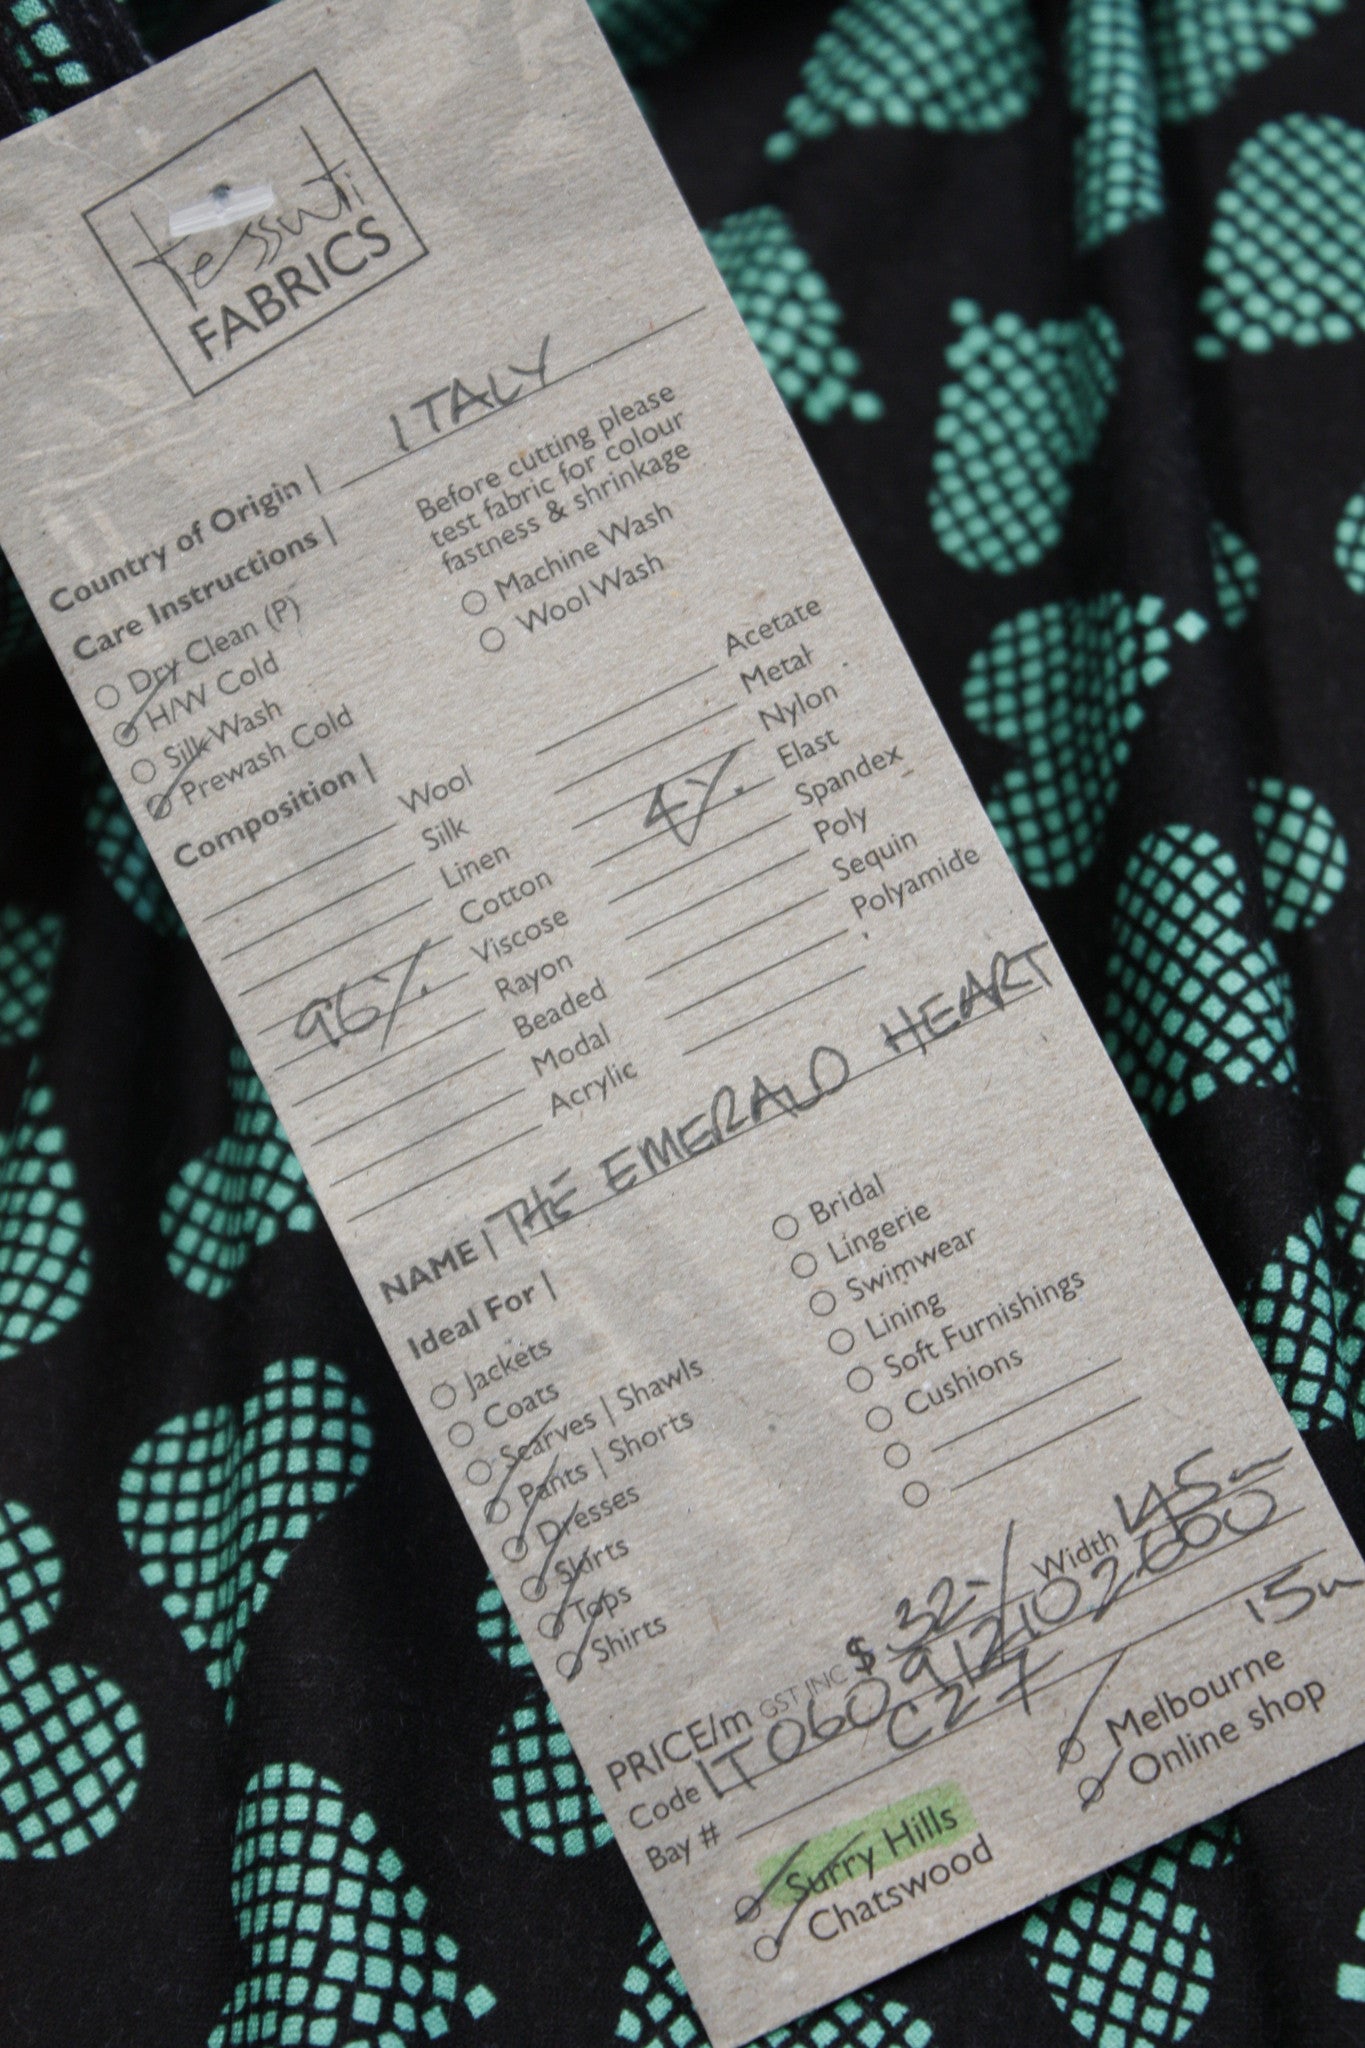 tessuti
FABRICS
Country of Origin | ITALY
Care Instructions | Before cutting please
test fabric for colour
fastness & shrinkage
Dry Clean (P)
H/W Cold
Silk Wash
Prewash Cold
Machine Wash
Wool Wash
Composition |
Wool
Silk
Linen
Cotton
96% Viscose
Rayon
Beaded
Modal
Acrylic
Acetate
Metal
Nylon
4% Elast
Spandex
Poly
Sequin
Polyamide
NAME | THE EMERALD HEART
Ideal For |
Jackets
Coats
Scarves | Shawls
Pants | Shorts
Dresses
Skirts
Tops
Shirts
Bridal
Lingerie
Swimwear
Lining
Soft Furnishings
Cushions
PRICE/m GST INC $ 32-/ Width 145cm
Code IT060912102600
Bay # C27 15m
Surry Hills
Chatswood
Melbourne
Online shop